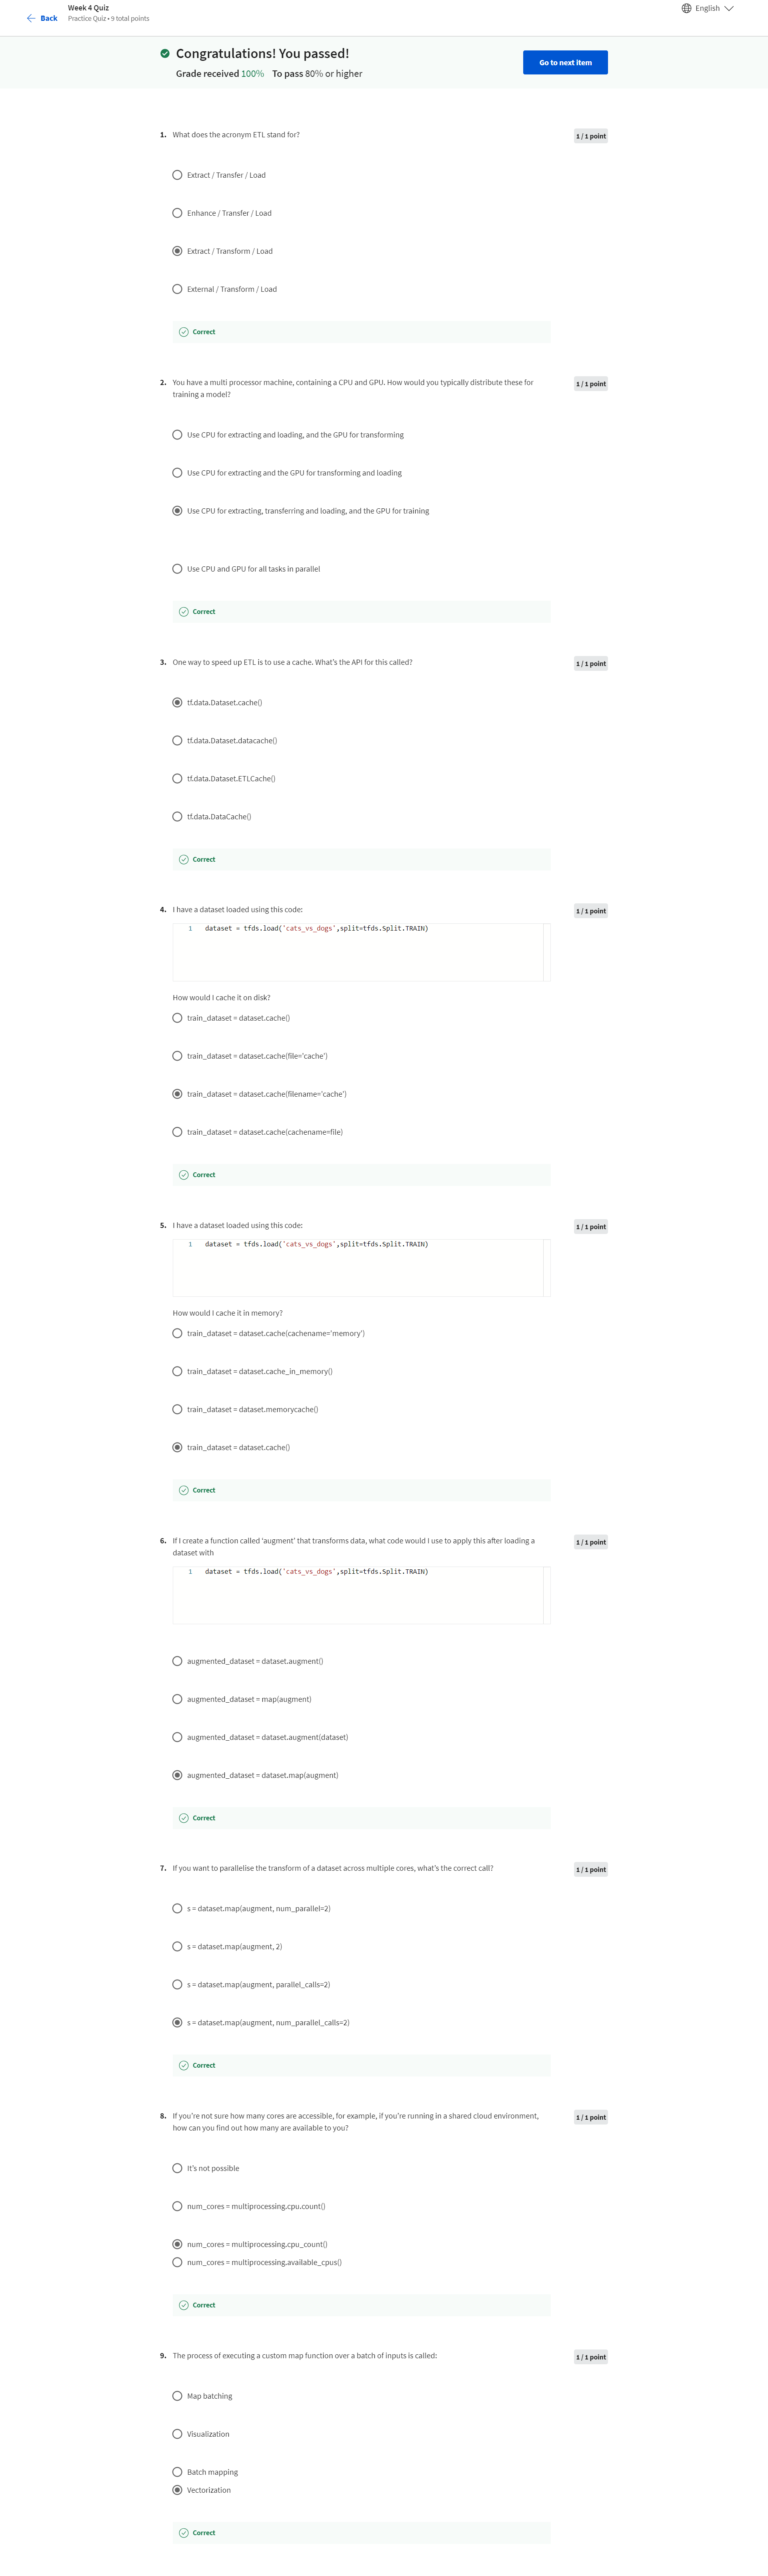 Week 4 Quiz
English
Back
Practice Quiz • 9 total points
Congratulations! You passed!
Grade received 100% To pass 80% or higher
Go to next item
1. What does the acronym ETL stand for?
1 / 1 point
Extract / Transfer / Load
Enhance / Transfer / Load
Extract / Transform / Load
External / Transform / Load
Correct
2. You have a multi processor machine, containing a CPU and GPU. How would you typically distribute these for
training a model?
1 / 1 point
Use CPU for extracting and loading, and the GPU for transforming
Use CPU for extracting and the GPU for transforming and loading
Use CPU for extracting, transferring and loading, and the GPU for training
Use CPU and GPU for all tasks in parallel
Correct
3. One way to speed up ETL is to use a cache. What's the API for this called?
1 / 1 point
tf.data.Dataset.cache()
tf.data.Dataset.datacache()
tf.data.Dataset.ETLCache()
tf.data.DataCache()
Correct
4. I have a dataset loaded using this code:
1 / 1 point
1 dataset = tfds.load('cats_vs_dogs',split=tfds.Split.TRAIN)
How would I cache it on disk?
train_dataset = dataset.cache()
train_dataset = dataset.cache(file='cache')
train_dataset = dataset.cache(filename='cache')
train_dataset = dataset.cache(cachename=file)
Correct
5. I have a dataset loaded using this code:
1 / 1 point
1 dataset = tfds.load('cats_vs_dogs',split=tfds.Split.TRAIN)
How would I cache it in memory?
train_dataset = dataset.cache(cachename='memory')
train_dataset = dataset.cache_in_memory()
train_dataset = dataset.memorycache()
train_dataset = dataset.cache()
Correct
6. If I create a function called 'augment' that transforms data, what code would I use to apply this after loading a
dataset with
1 / 1 point
1 dataset = tfds.load('cats_vs_dogs',split=tfds.Split.TRAIN)
augmented_dataset = dataset.augment()
augmented_dataset = map(augment)
augmented_dataset = dataset.augment(dataset)
augmented_dataset = dataset.map(augment)
Correct
7. If you want to parallelise the transform of a dataset across multiple cores, what's the correct call?
1 / 1 point
s = dataset.map(augment, num_parallel=2)
s = dataset.map(augment, 2)
s = dataset.map(augment, parallel_calls=2)
s = dataset.map(augment, num_parallel_calls=2)
Correct
8. If you're not sure how many cores are accessible, for example, if you're running in a shared cloud environment,
how can you find out how many are available to you?
1 / 1 point
It's not possible
num_cores = multiprocessing.cpu.count()
num_cores = multiprocessing.cpu_count()
num_cores = multiprocessing.available_cpus()
Correct
9. The process of executing a custom map function over a batch of inputs is called:
1 / 1 point
Map batching
Visualization
Batch mapping
Vectorization
Correct